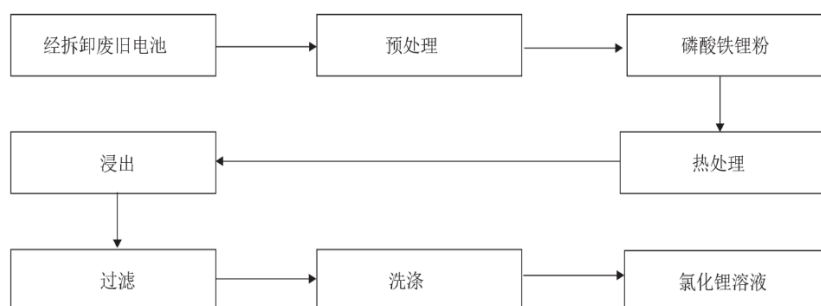 经拆卸废旧电池
预处理
磷酸铁锂粉
热处理
浸出
过滤
洗涤
氯化锂溶液